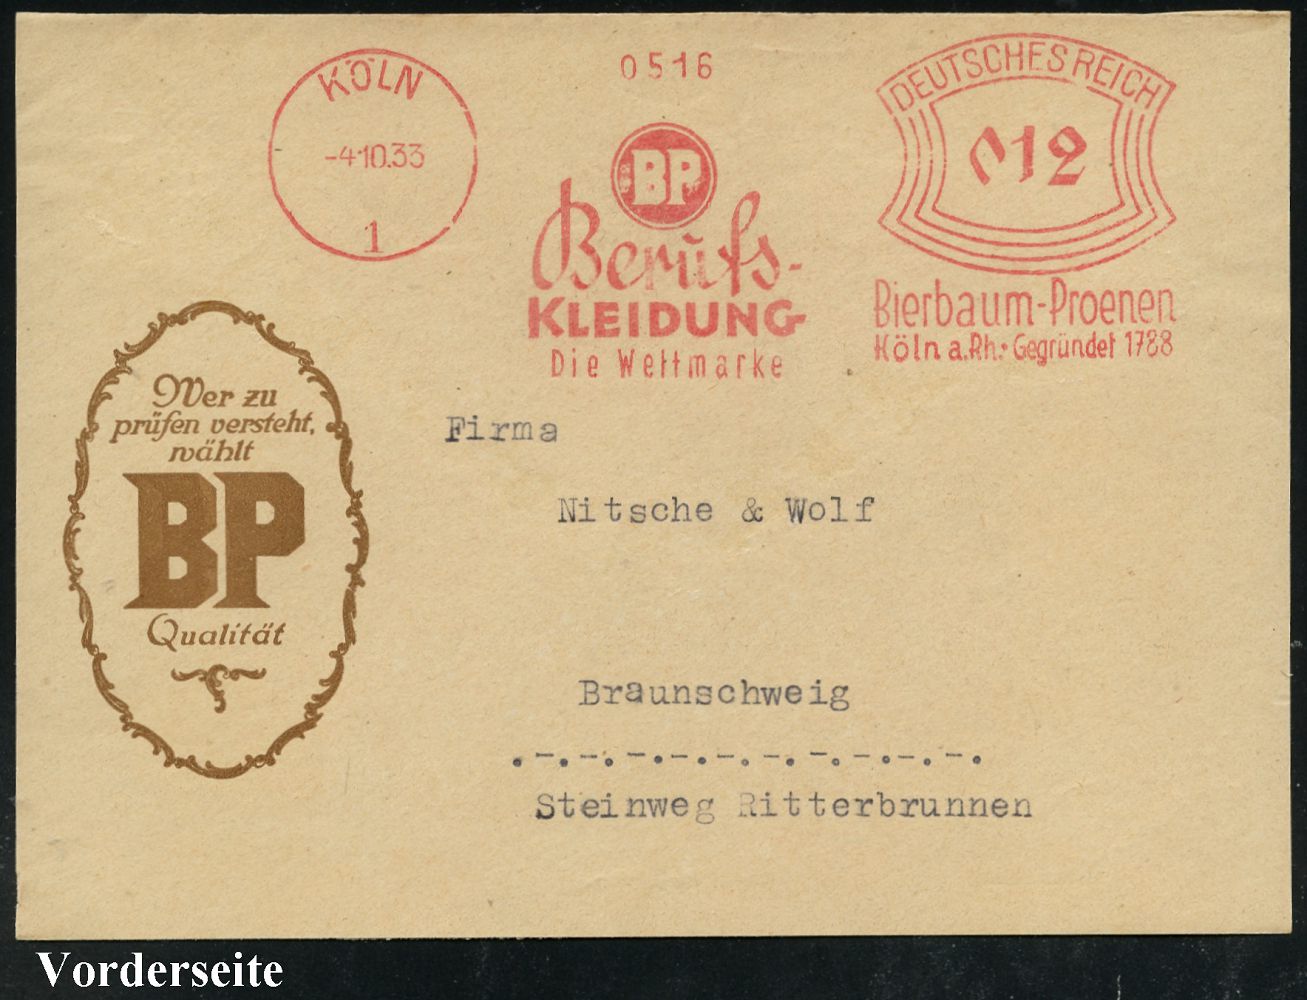 KÖLN
-4.10.33
1
0516
BP
Berufs-
KLEIDUNG
Die Weltmarke
DEUTSCHES REICH
012
Bierbaum-Proenen
Köln a.Rh. Gegründet 1788
Wer zu
prüfen versteht,
wählt
BP
Qualität
Firma
Nitsche & Wolf
Braunschweig
.-.-.-.-.-.-.-.-.-.-.
Steinweg Ritterbrunnen
Vorderseite